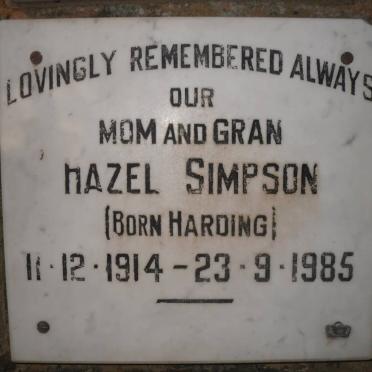 LOVINGLY REMEMBERED ALWAYS
OUR
MOM AND GRAN
HAZEL SIMPSON
(BORN HARDING)
11·12·1914 – 23·9·1985